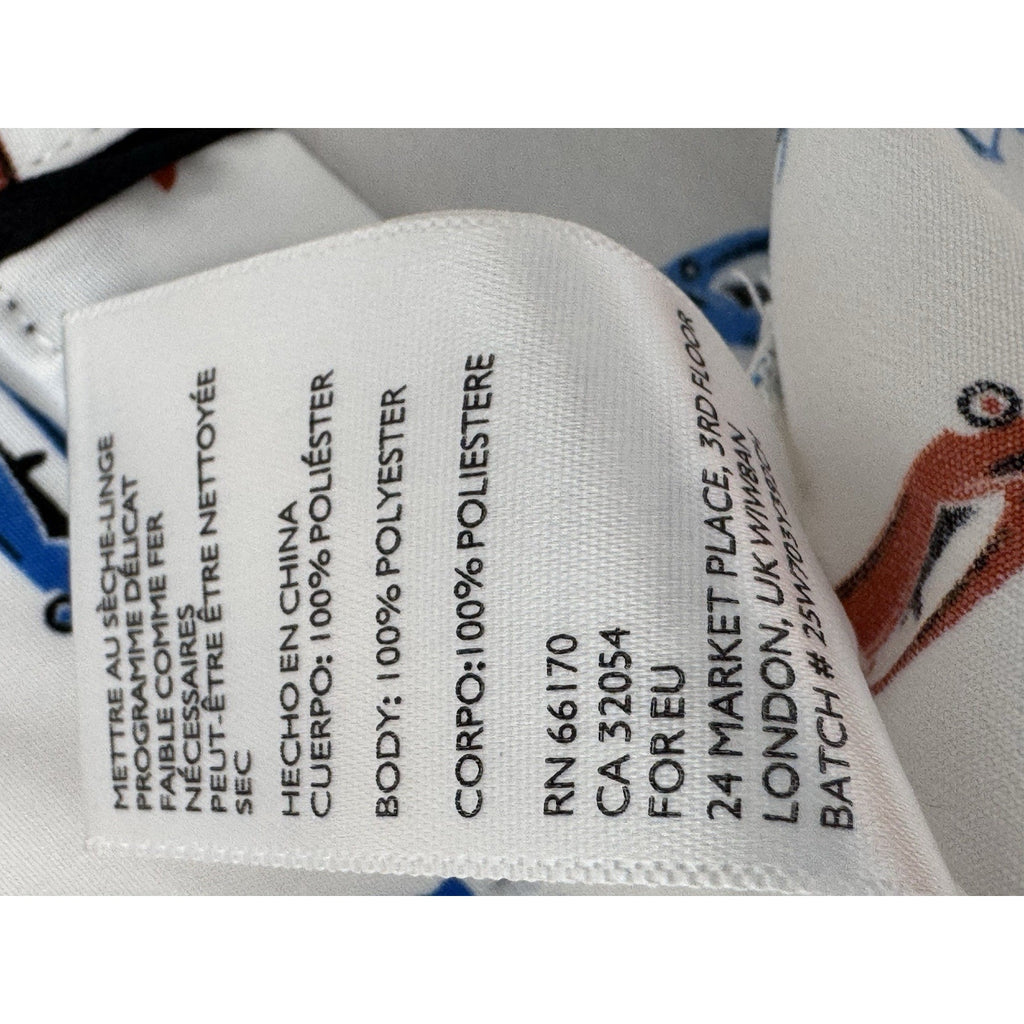 METTRE AU SÈCHE-LINGE
PROGRAMME DÉLICAT
FAIBLE COMME FER
NÉCESSAIRES
PEUT-ÊTRE ÊTRE NETTOYÉE
SEC
HECHO EN CHINA
CUERPO: 100% POLIÉSTER
BODY: 100% POLYESTER
CORPO:100% POLIESTERE
RN 66170
CA 32054
FOR EU
24 MARKET PLACE, 3RD FLOOR
LONDON, UK WIW8AN
BATCH #